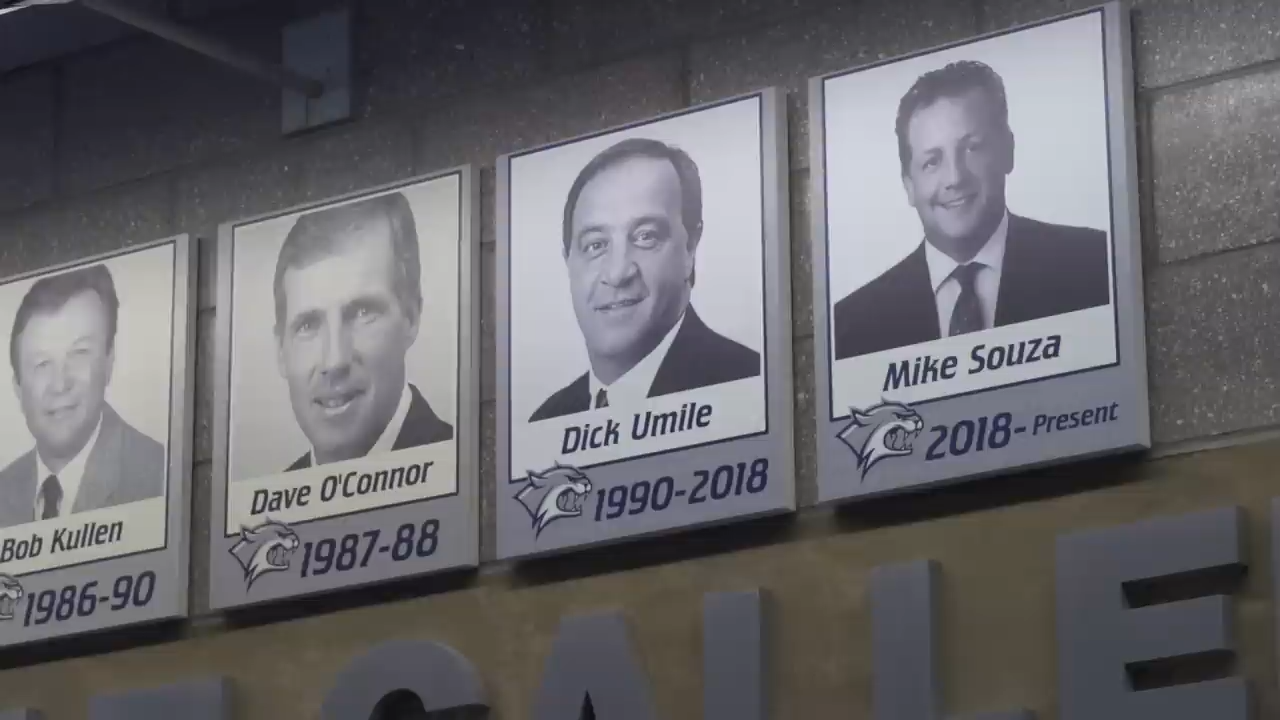 Bob Kullen
1986-90
Dave O'Connor
1987-88
Dick Umile
1990-2018
Mike Souza
2018-Present